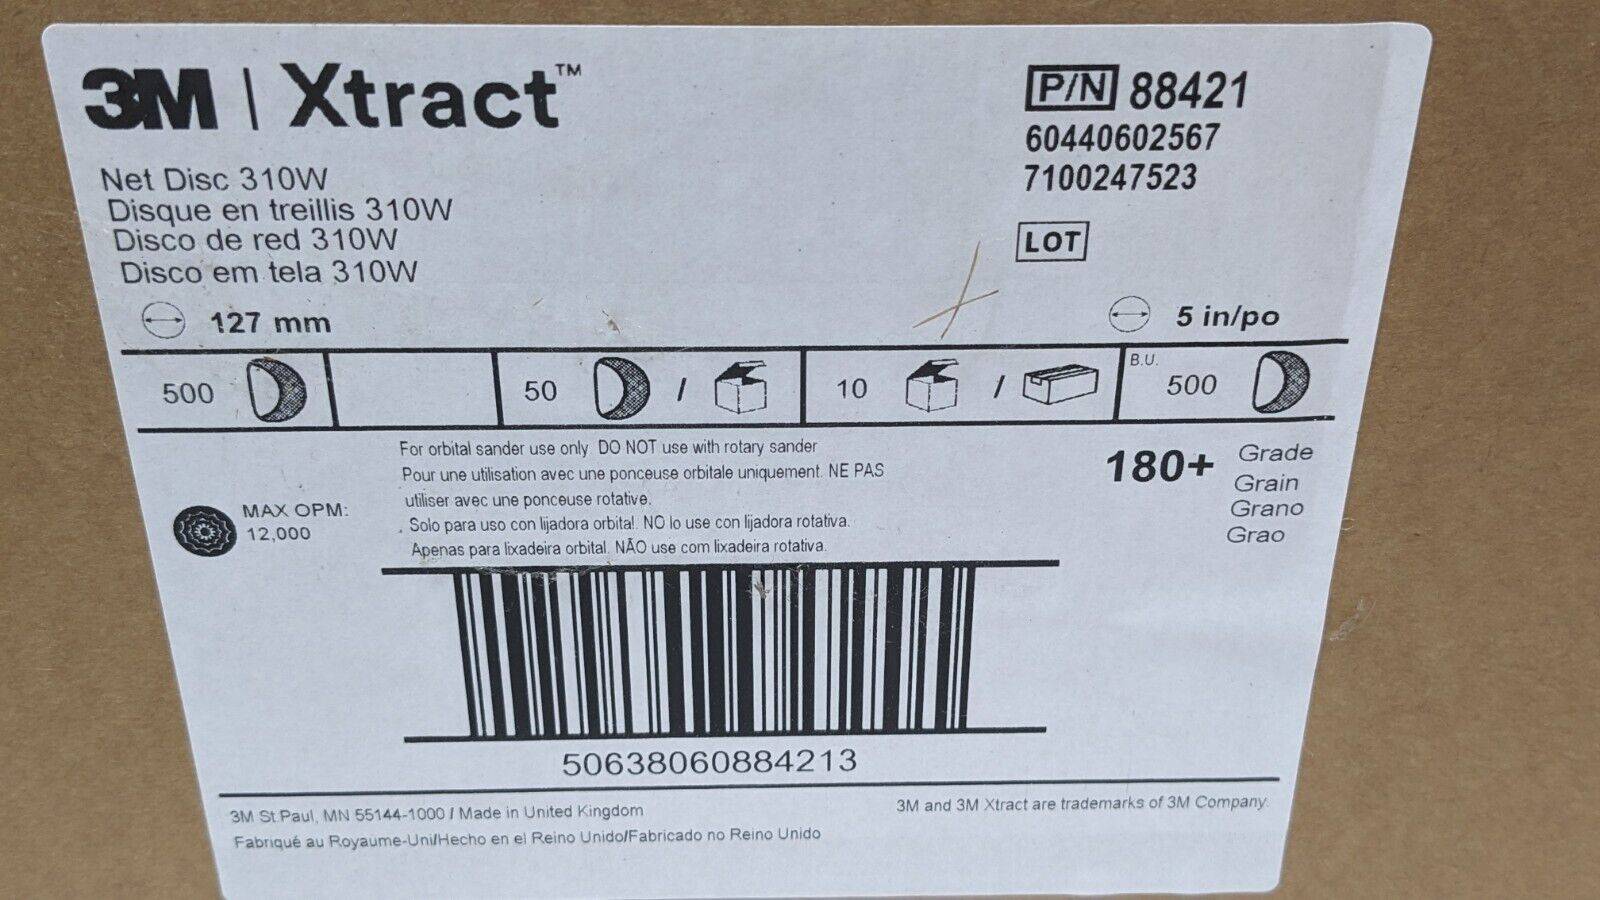 3M | Xtract™
P/N 88421
60440602567
7100247523
Net Disc 310W
Disque en treillis 310W
Disco de red 310W
Disco em tela 310W
LOT
127 mm
5 in/po
500
50 /
10 /
B.U.
500
For orbital sander use only DO NOT use with rotary sander
Pour une utilisation avec une ponceuse orbitale uniquement. NE PAS
utiliser avec une ponceuse rotative.
Solo para uso con lijadora orbital. NO lo use con lijadora rotativa.
Apenas para lixadeira orbital. NÃO use com lixadeira rotativa.
MAX OPM:
12,000
180+
Grade
Grain
Grano
Grao
50638060884213
3M St.Paul, MN 55144-1000 / Made in United Kingdom
Fabriqué au Royaume-Uni/Hecho en el Reino Unido/Fabricado no Reino Unido
3M and 3M Xtract are trademarks of 3M Company.